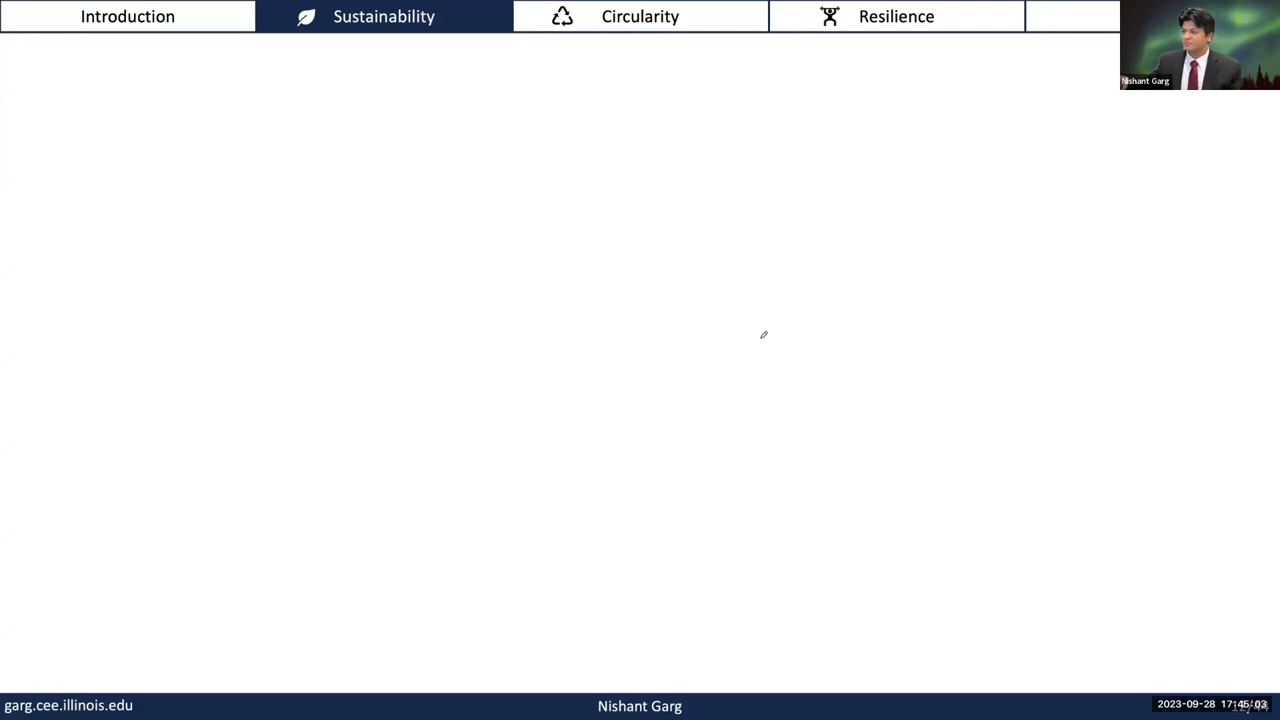 Introduction
Sustainability
Circularity
Resilience
Nishant Garg
garg.cee.illinois.edu
Nishant Garg
2023-09-28 17:45:03